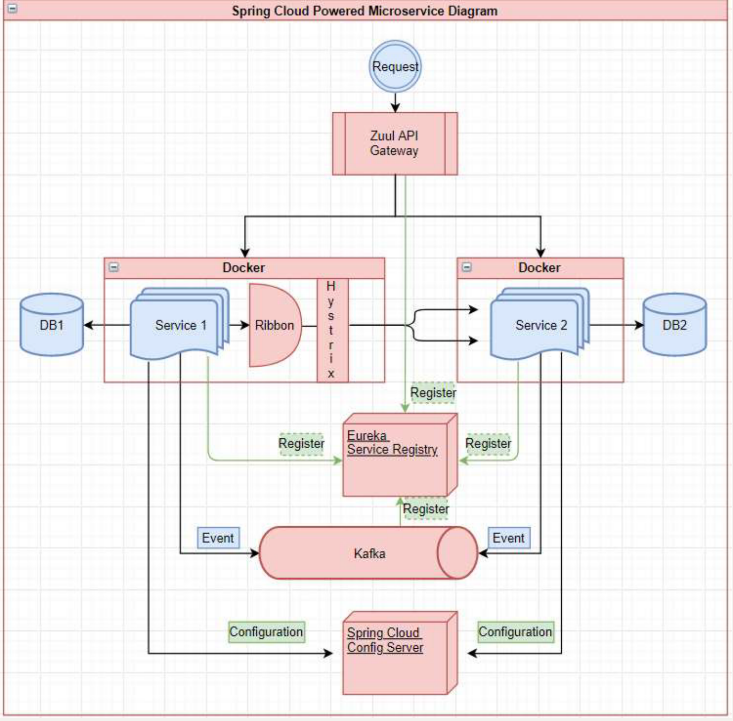 Spring Cloud Powered Microservice Diagram
Request
Zuul API
Gateway
Docker
Docker
DB1
Service 1
Ribbon
H
y
s
t
r
i
x
Service 2
DB2
Register
Register
Eureka
Service Registry
Register
Register
Event
Kafka
Event
Configuration
Spring Cloud
Config Server
Configuration